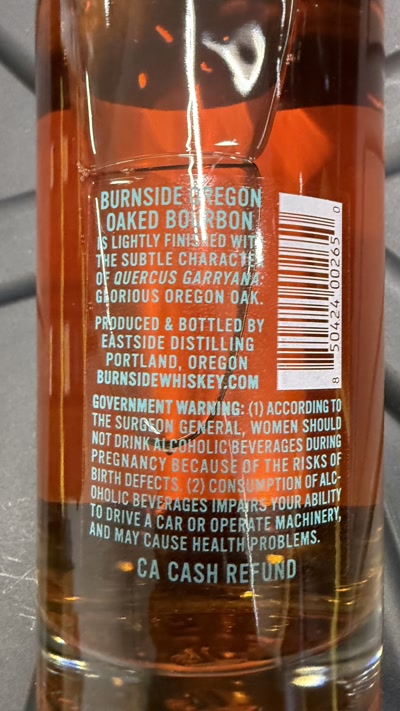 BURNSIDE OREGON
OAKED BOURBON
IS LIGHTLY FINISHED WITH
THE SUBTLE CHARACTER
OF QUERCUS GARRYANA:
GLORIOUS OREGON OAK.
PRODUCED & BOTTLED BY
EASTSIDE DISTILLING
PORTLAND, OREGON
BURNSIDEWHISKEY.COM
8 50424 00265 0
GOVERNMENT WARNING: (1) ACCORDING TO
THE SURGEON GENERAL, WOMEN SHOULD
NOT DRINK ALCOHOLIC BEVERAGES DURING
PREGNANCY BECAUSE OF THE RISKS OF
BIRTH DEFECTS. (2) CONSUMPTION OF ALC-
OHOLIC BEVERAGES IMPAIRS YOUR ABILITY
TO DRIVE A CAR OR OPERATE MACHINERY,
AND MAY CAUSE HEALTH PROBLEMS.
CA CASH REFUND